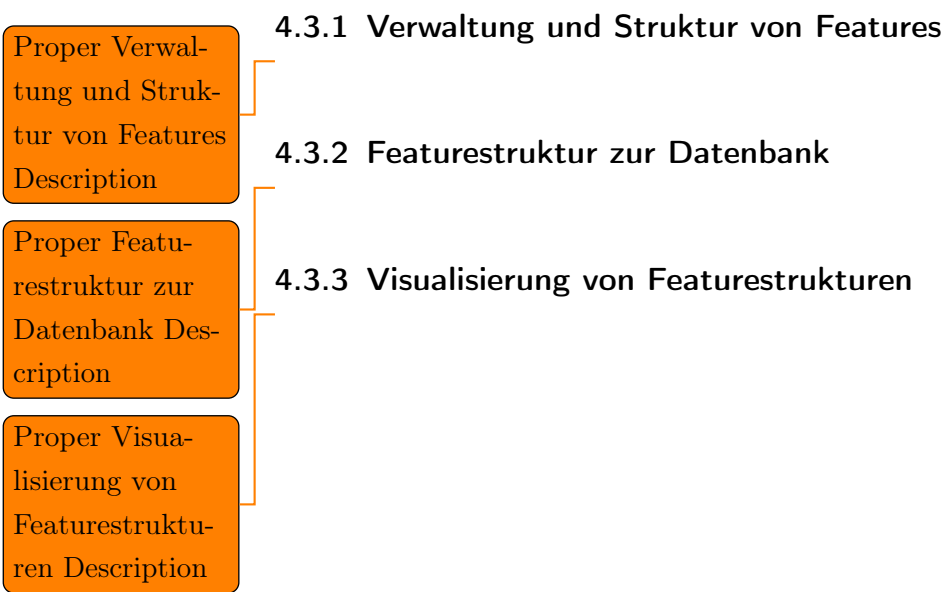 4.3.1 Verwaltung und Struktur von Features
Proper Verwal-
tung und Struk-
tur von Features
Description
4.3.2 Featurestruktur zur Datenbank
Proper Featu-
restruktur zur
Datenbank Des-
cription
4.3.3 Visualisierung von Featurestrukturen
Proper Visua-
lisierung von
Featurestruktu-
ren Description